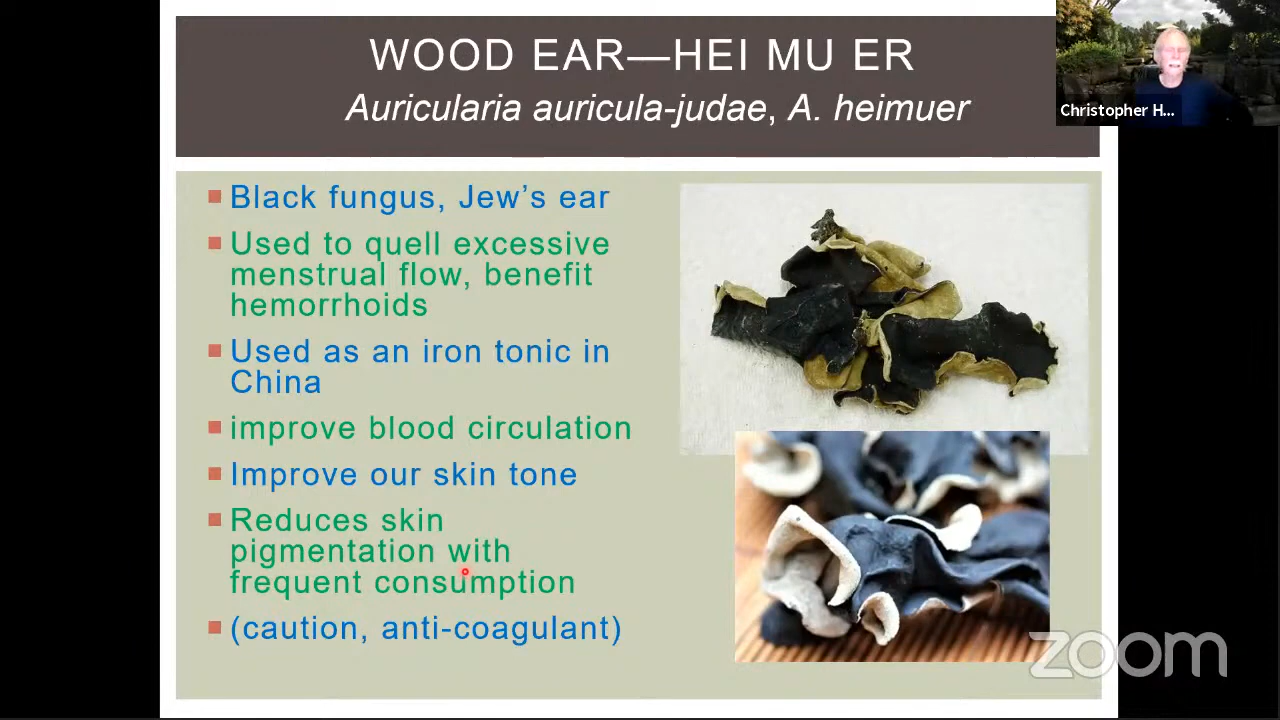 WOOD EAR—HEI MU ER
Auricularia auricula-judae, A. heimuer
Christopher H...
Black fungus, Jew’s ear
Used to quell excessive
menstrual flow, benefit
hemorrhoids
Used as an iron tonic in
China
improve blood circulation
Improve our skin tone
Reduces skin
pigmentation with
frequent consumption
(caution, anti-coagulant)
zoom